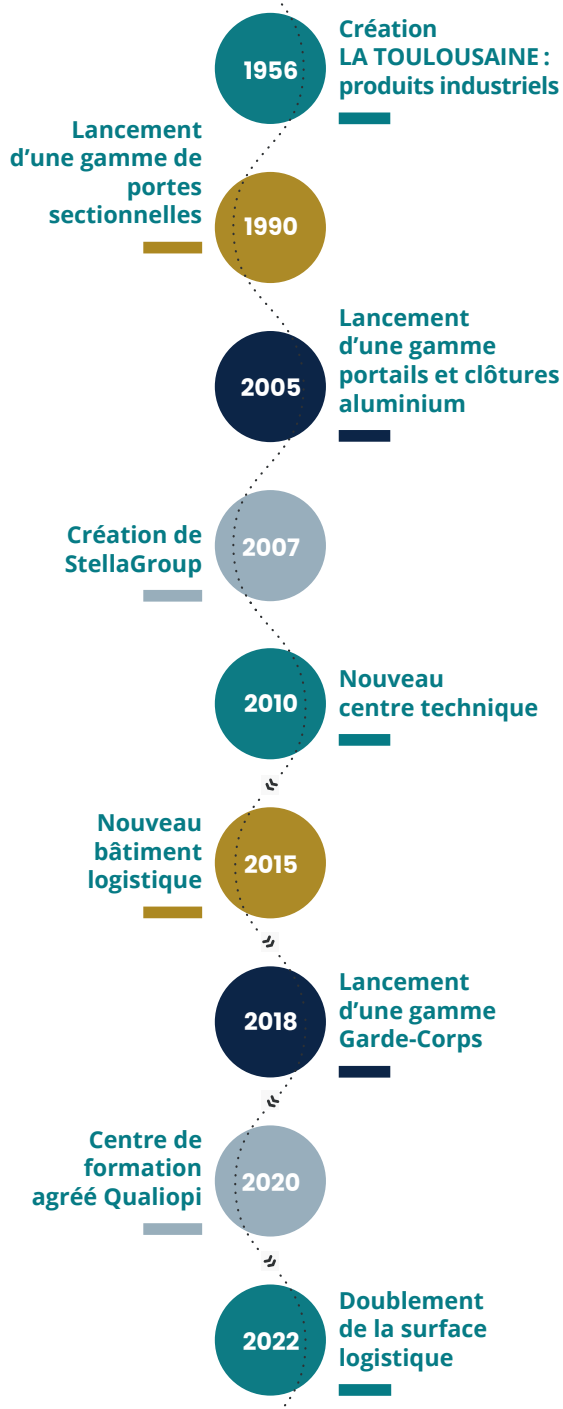 1956
Création
LA TOULOUSAINE :
produits industriels
1990
Lancement
d’une gamme de
portes
sectionnelles
2005
Lancement
d’une gamme
portails et clôtures
aluminium
2007
Création de
StellaGroup
2010
Nouveau
centre technique
2015
Nouveau
bâtiment
logistique
2018
Lancement
d’une gamme
Garde-Corps
2020
Centre de
formation
agréé Qualiopi
2022
Doublement
de la surface
logistique